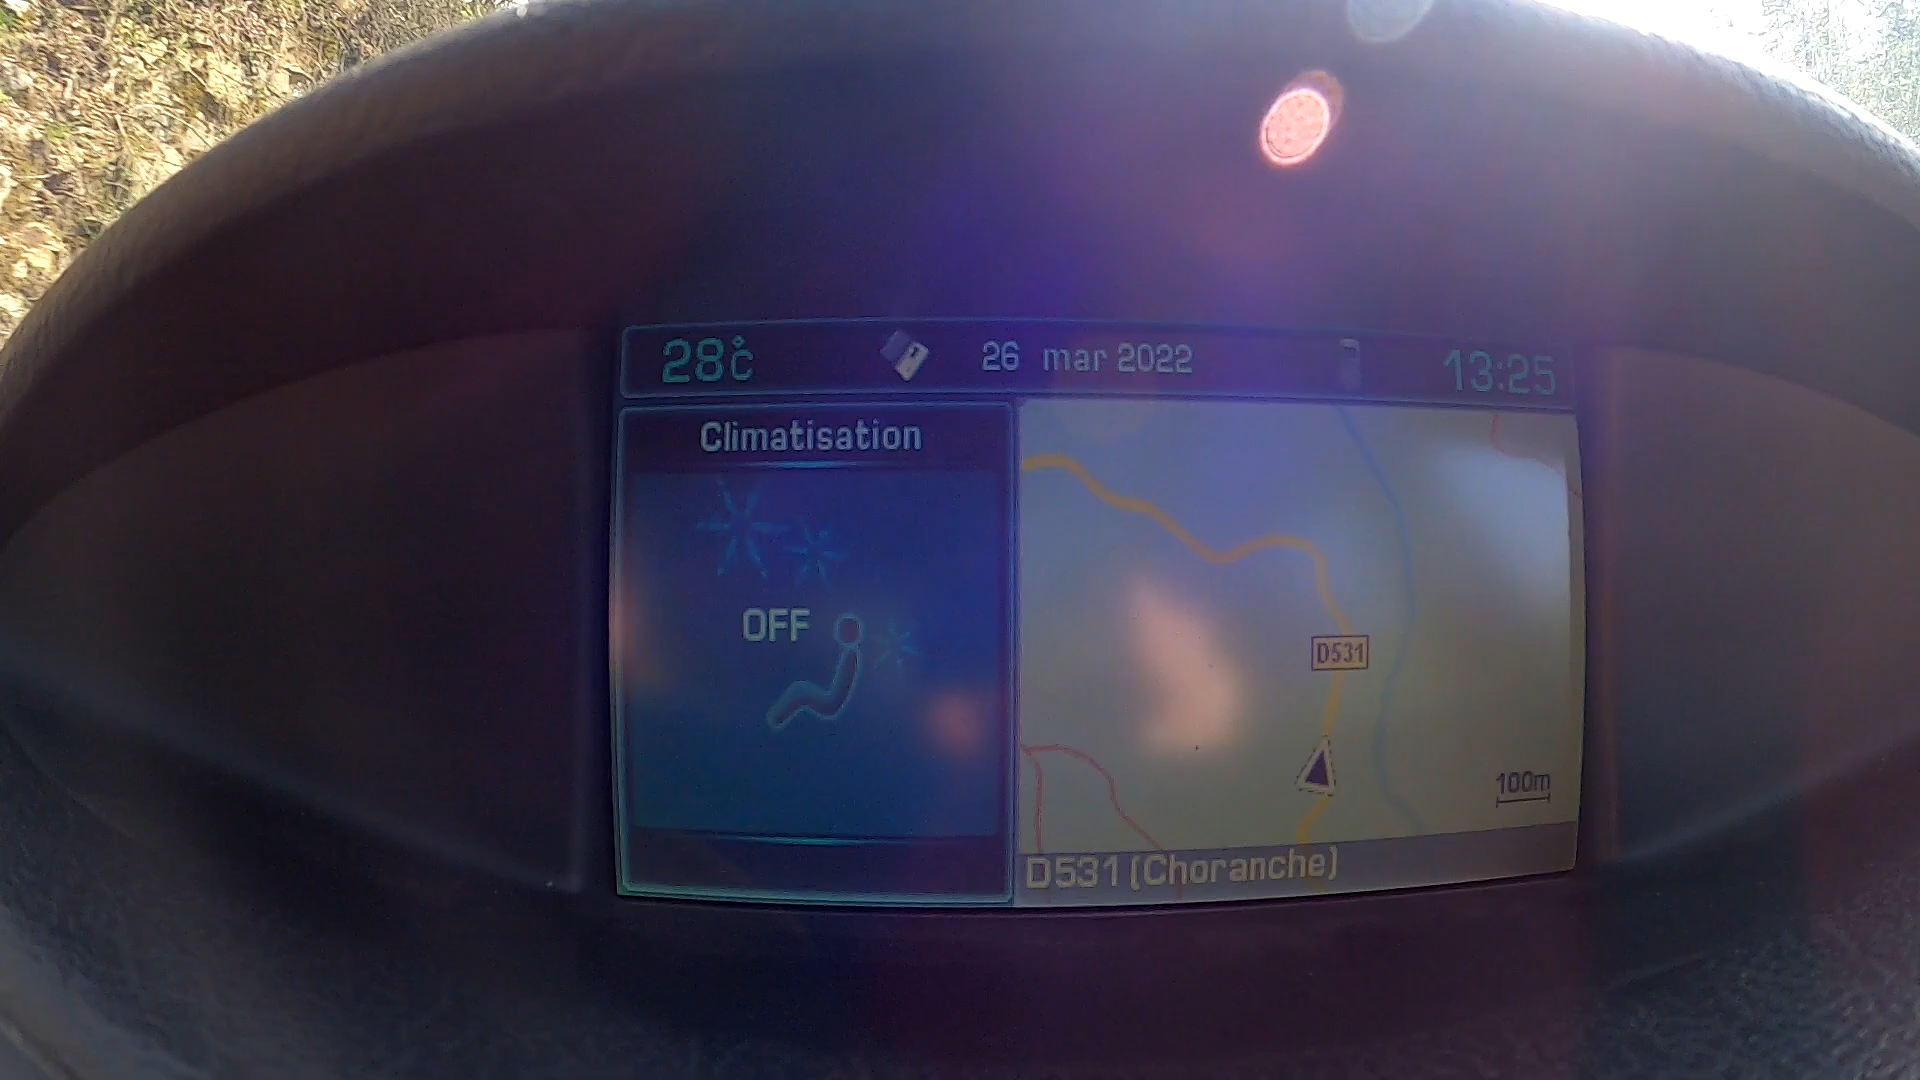 28°C 26 mar 2022 13:25
Climatisation
OFF
D531
100m
D531 (Choranche)